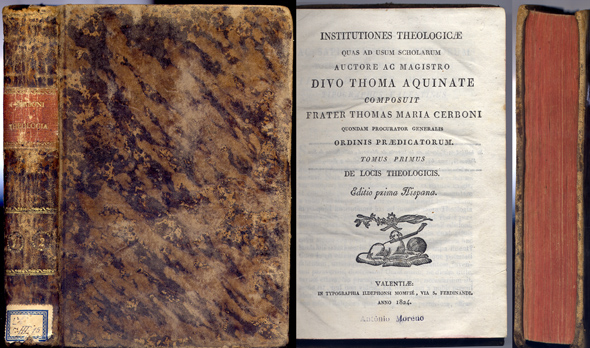 THEOLOGIA
2
INSTITUTIONES THEOLOGICÆ
QUAS AD USUM SCHOLARUM
AUCTORE AC MAGISTRO
DIVO THOMA AQUINATE
COMPOSUIT
FRATER THOMAS MARIA CERBONI
QUONDAM PROCURATOR GENERALIS
ORDINIS PRÆDICATORUM.
TOMUS PRIMUS
DE LOCIS THEOLOGICIS.
Editio prima Hispana.
VALENTIÆ:
IN TYPOGRAPHIA ILDEPHONSI MOMPIÉ, VIA S. FERDINANDI.
ANNO 1824.
Antonio Moreno